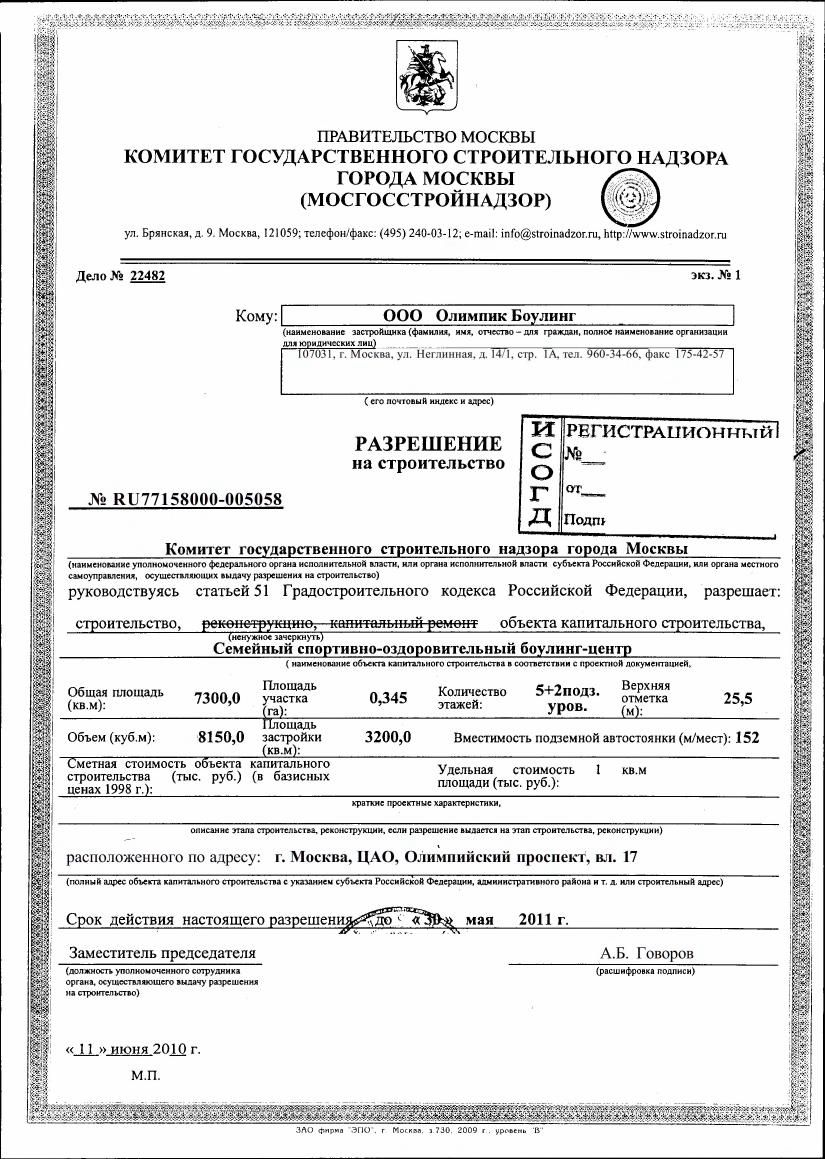 ПРАВИТЕЛЬСТВО МОСКВЫ
КОМИТЕТ ГОСУДАРСТВЕННОГО СТРОИТЕЛЬНОГО НАДЗОРА
ГОРОДА МОСКВЫ
(МОСГОССТРОЙНАДЗОР)
ул. Брянская, д. 9. Москва, 121059; телефон/факс: (495) 240-03-12; e-mail: info@stroinadzor.ru, http://www.stroinadzor.ru
Дело № 22482 экз. № 1
Кому: ООО Олимпик Боулинг
(наименование застройщика (фамилия, имя, отчество – для граждан, полное наименование организации
для юридических лиц)
107031, г. Москва, ул. Неглинная, д. 14/1, стр. 1А, тел. 960-34-66, факс 175-42-57
( его почтовый индекс и адрес)
РАЗРЕШЕНИЕ
на строительство
ИСОГД
РЕГИСТРАЦИОННЫЙ
№___
от___
№ RU77158000-005058
Комитет государственного строительного надзора города Москвы
(наименование уполномоченного федерального органа исполнительной власти, или органа исполнительной власти субъекта Российской Федерации, или органа местного
самоуправления, осуществляющих выдачу разрешения на строительство)
руководствуясь статьей 51 Градостроительного кодекса Российской Федерации, разрешает:
строительство, реконструкцию, капитальный ремонт объекта капитального строительства,
(ненужное зачеркнуть)
Семейный спортивно-оздоровительный боулинг-центр
( наименование объекта капитального строительства в соответствии с проектной документацией,
Общая площадь (кв.м): 7300,0 Площадь участка (га): 0,345 Количество этажей: 5+2подз. уров. Верхняя отметка (м): 25,5
Объем (куб.м): 8150,0 Площадь застройки (кв.м): 3200,0 Вместимость подземной автостоянки (м/мест): 152
Сметная стоимость объекта капитального строительства (тыс. руб.) (в базисных ценах 1998 г.): Удельная стоимость 1 кв.м площади (тыс. руб.):
краткие проектные характеристики,
описание этапа строительства, реконструкции, если разрешение выдается на этап строительства, реконструкции)
расположенного по адресу: г. Москва, ЦАО, Олимпийский проспект, вл. 17
(полный адрес объекта капитального строительства с указанием субъекта Российской Федерации, административного района и т. д. или строительный адрес)
Срок действия настоящего разрешения - до « 30 » мая 2011 г.
Заместитель председателя А.Б. Говоров
(должность уполномоченного сотрудника (расшифровка подписи)
органа, осуществляющего выдачу разрешения
на строительство)
« 11 » июня 2010 г.
М.П.
ЗАО фирма "ЭПО", г. Москва, з.730, 2009 г., уровень "В"